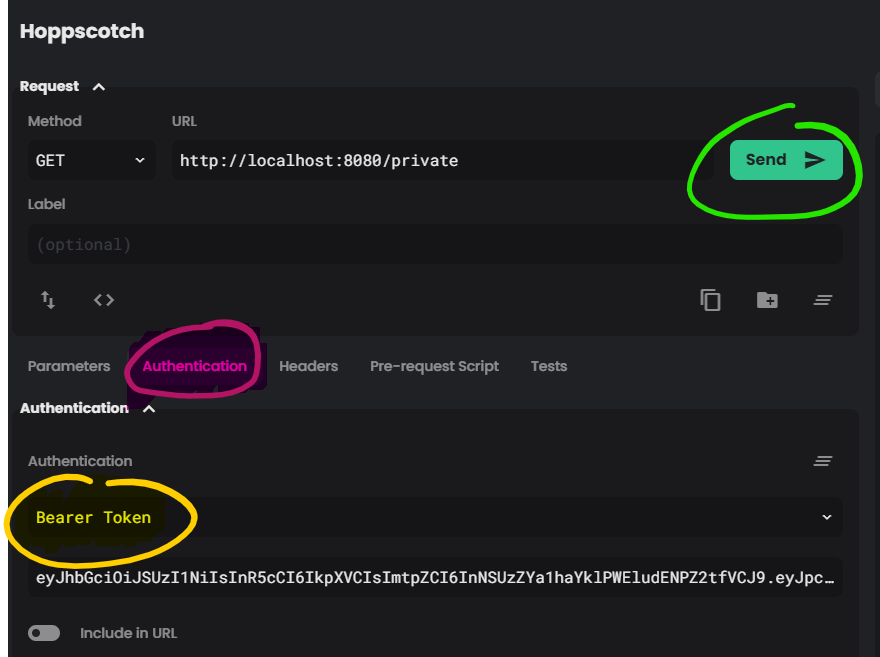 Hoppscotch
Request
Method URL
GET http://localhost:8080/private Send
Label
(optional)
Parameters Authentication Headers Pre-request Script Tests
Authentication
Authentication
Bearer Token
eyJhbGciOiJSUzI1NiIsInR5cCI6IkpXVCIsImtpZCI6InNSUzZYa1haYklPWEludENPZ2tfVCJ9.eyJpc...
Include in URL